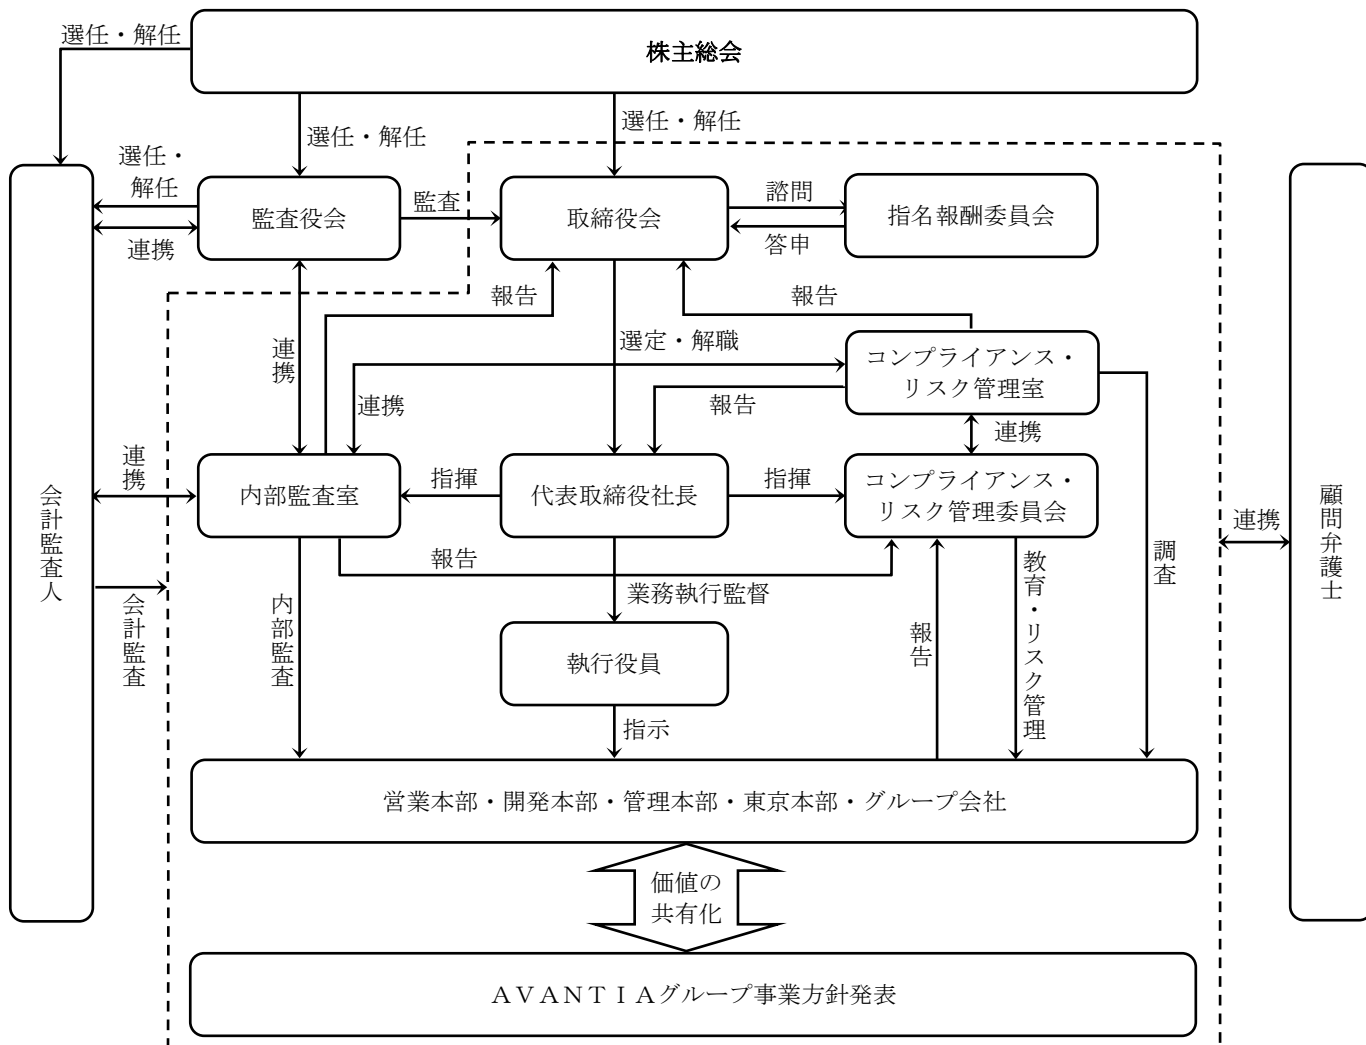 選任・解任
株主総会
選任・解任
選任・解任
選任・
解任
監査役会
監査
取締役会
諮問
答申
指名報酬委員会
連携
報告
報告
連携
選定・解職
コンプライアンス・
リスク管理室
連携
報告
連携
連携
内部監査室
指揮
代表取締役社長
指揮
コンプライアンス・
リスク管理委員会
会計監査人
連携
顧問弁護士
調査
報告
業務執行監督
教育・リスク管理
会計監査
内部監査
報告
執行役員
指示
営業本部・開発本部・管理本部・東京本部・グループ会社
価値の
共有化
ＡＶＡＮＴＩＡグループ事業方針発表